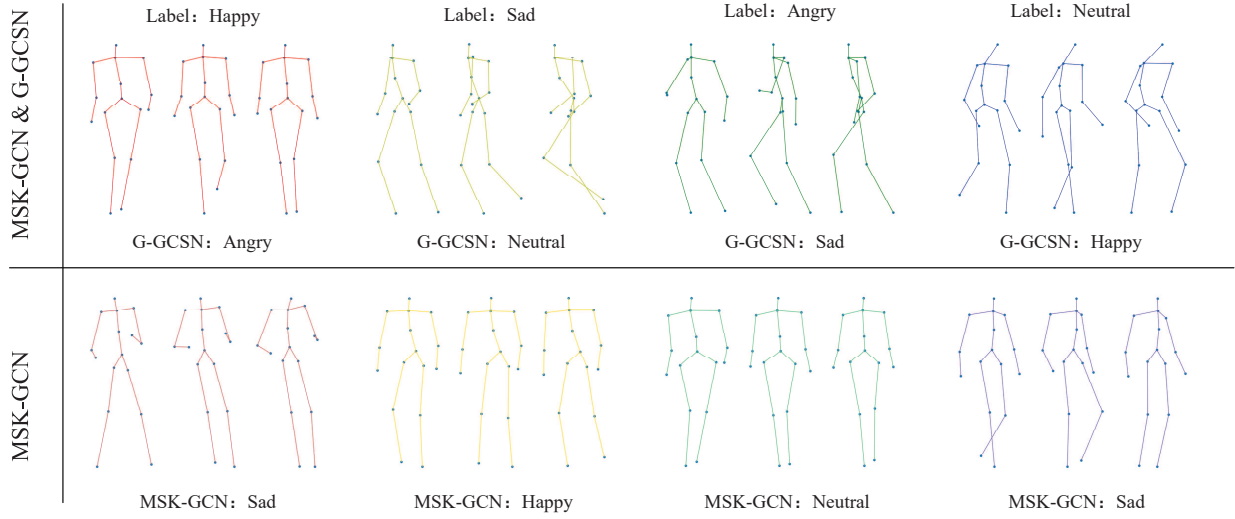 MSK-GCN & G-GCSN
Label：Happy
Label：Sad
Label：Angry
Label：Neutral
G-GCSN：Angry
G-GCSN：Neutral
G-GCSN：Sad
G-GCSN：Happy
MSK-GCN
MSK-GCN：Sad
MSK-GCN：Happy
MSK-GCN：Neutral
MSK-GCN：Sad